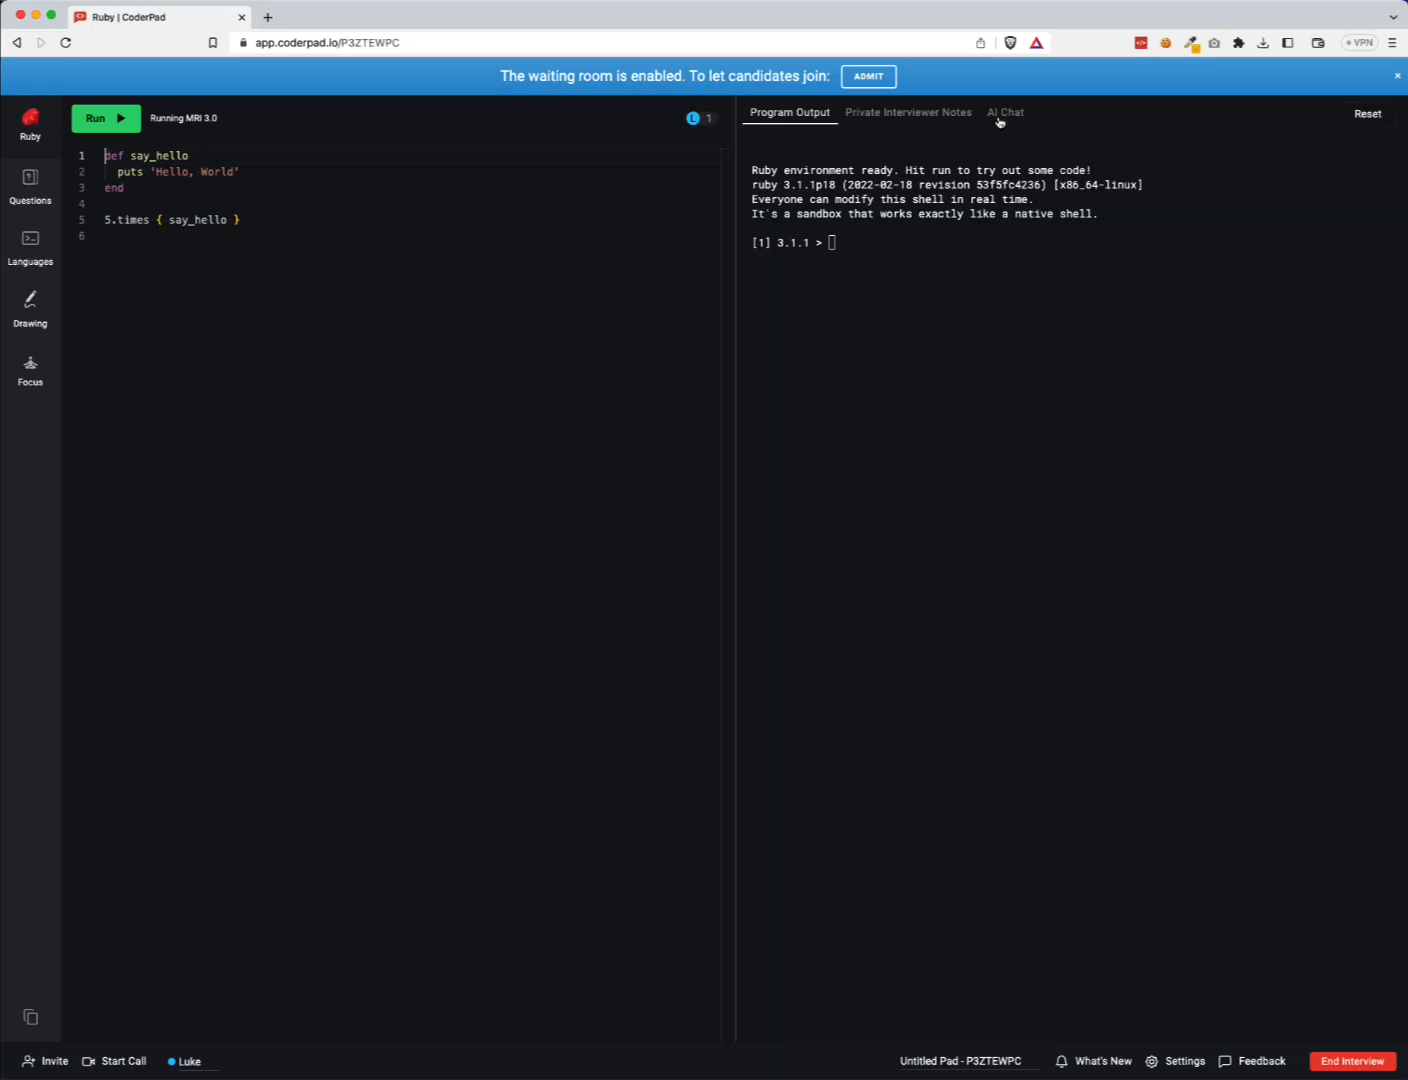 Ruby | CoderPad
app.coderpad.io/P3ZTEWPC
VPN
The waiting room is enabled. To let candidates join:
ADMIT
Ruby
Questions
Languages
Drawing
Focus
Run
Running MRI 3.0
L 1
1 def say_hello
2 puts 'Hello, World'
3 end
4
5 5.times { say_hello }
6
Program Output
Private Interviewer Notes
AI Chat
Reset
Ruby environment ready. Hit run to try out some code!
ruby 3.1.1p18 (2022-02-18 revision 53f5fc4236) [x86_64-linux]
Everyone can modify this shell in real time.
It's a sandbox that works exactly like a native shell.
[1] 3.1.1 >
Invite
Start Call
Luke
Untitled Pad - P3ZTEWPC
What's New
Settings
Feedback
End Interview